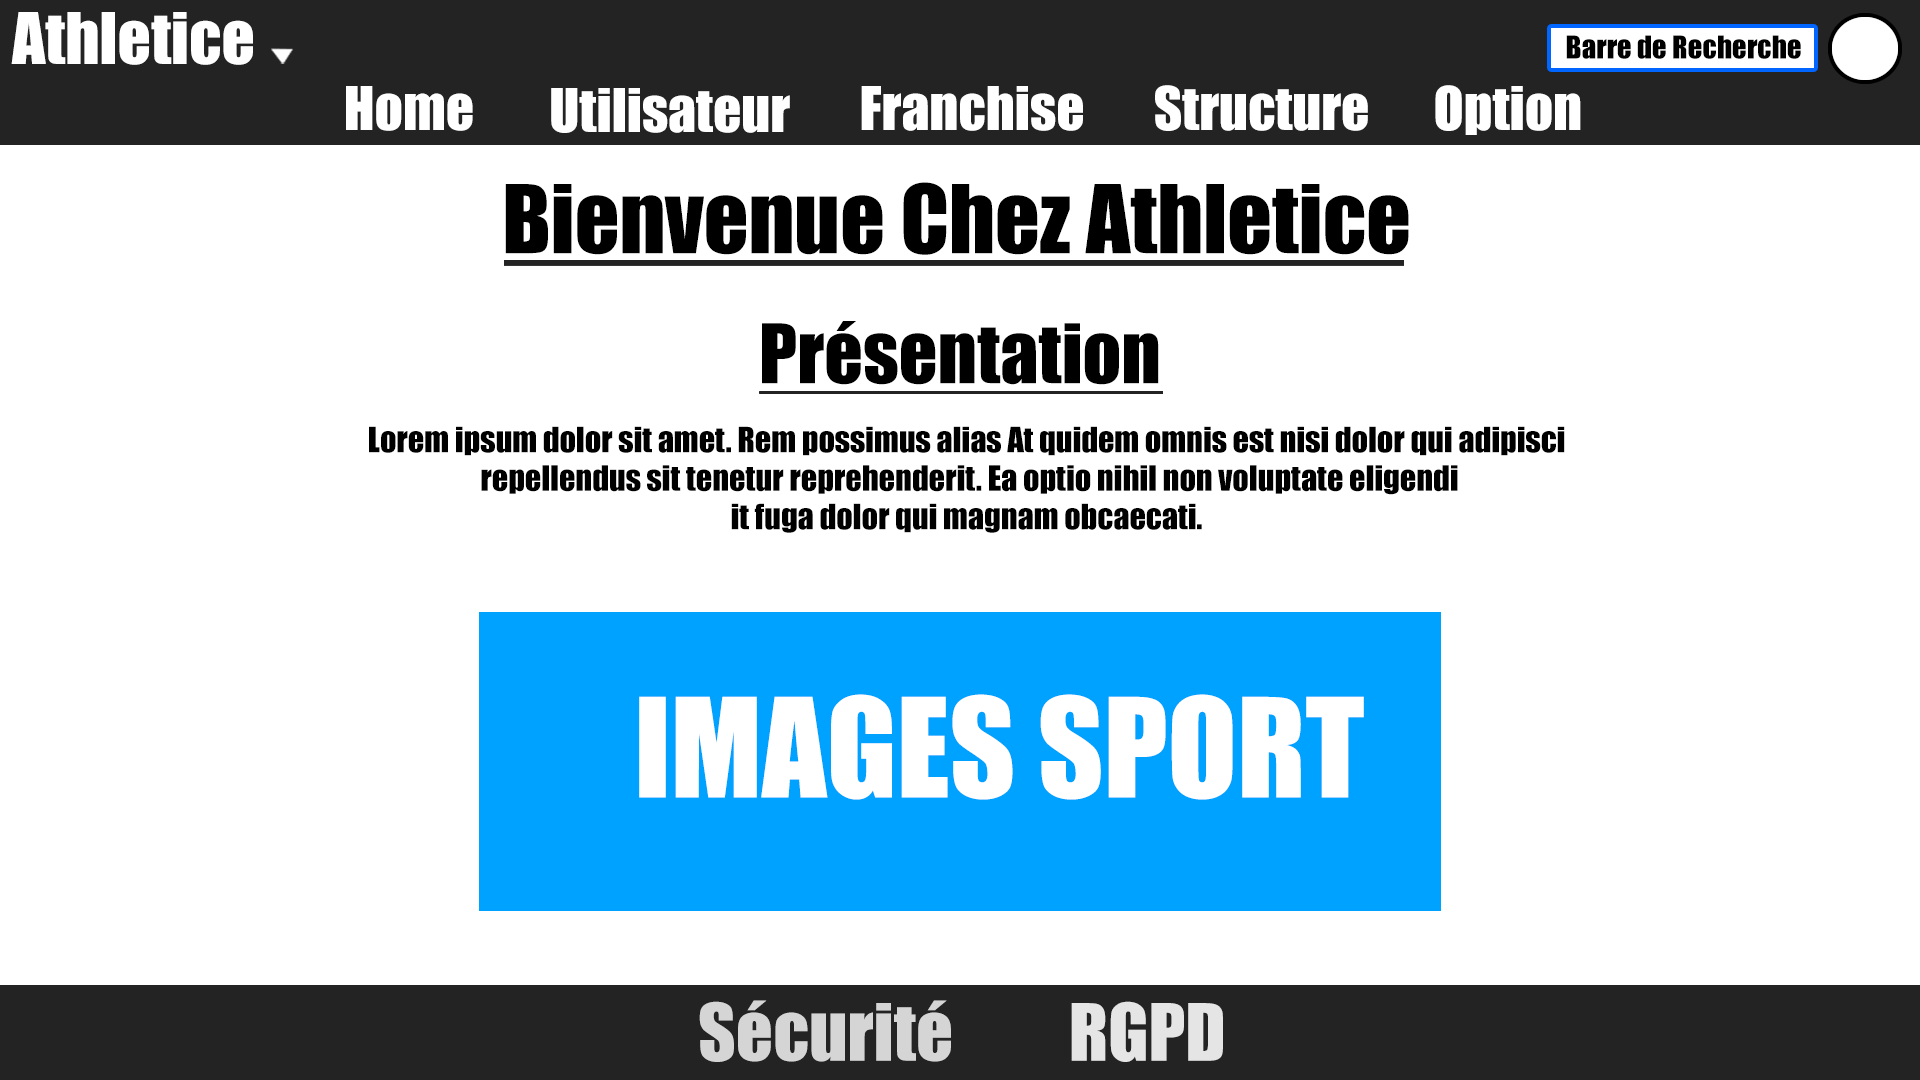 Athletice
Barre de Recherche
Home Utilisateur Franchise Structure Option
Bienvenue Chez Athletice
Présentation
Lorem ipsum dolor sit amet. Rem possimus alias At quidem omnis est nisi dolor qui adipisci
repellendus sit tenetur reprehenderit. Ea optio nihil non voluptate eligendi
it fuga dolor qui magnam obcaecati.
IMAGES SPORT
Sécurité RGPD